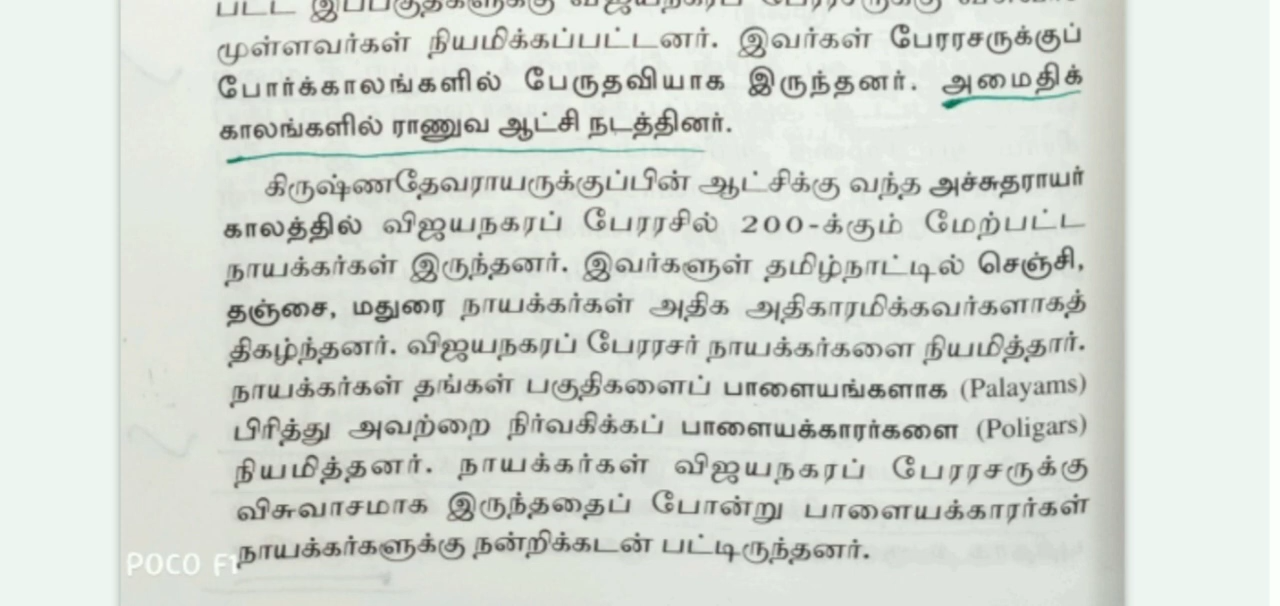 முள்ளவர்கள் நியமிக்கப்பட்டனர். இவர்கள் பேரரசருக்குப்
போர்க்காலங்களில் பேருதவியாக இருந்தனர். அமைதிக்
காலங்களில் ராணுவ ஆட்சி நடத்தினர்.
கிருஷ்ணதேவராயருக்குப்பின் ஆட்சிக்கு வந்த அச்சுதராயர்
காலத்தில் விஜயநகரப் பேரரசில் 200-க்கும் மேற்பட்ட
நாயக்கர்கள் இருந்தனர். இவர்களுள் தமிழ்நாட்டில் செஞ்சி,
தஞ்சை, மதுரை நாயக்கர்கள் அதிக அதிகாரமிக்கவர்களாகத்
திகழ்ந்தனர். விஜயநகரப் பேரரசர் நாயக்கர்களை நியமித்தார்.
நாயக்கர்கள் தங்கள் பகுதிகளைப் பாளையங்களாக (Palayams)
பிரித்து அவற்றை நிர்வகிக்கப் பாளையக்காரர்களை (Poligars)
நியமித்தனர். நாயக்கர்கள் விஜயநகரப் பேரரசருக்கு
விசுவாசமாக இருந்ததைப் போன்று பாளையக்காரர்கள்
நாயக்கர்களுக்கு நன்றிக்கடன் பட்டிருந்தனர்.
POCO F1